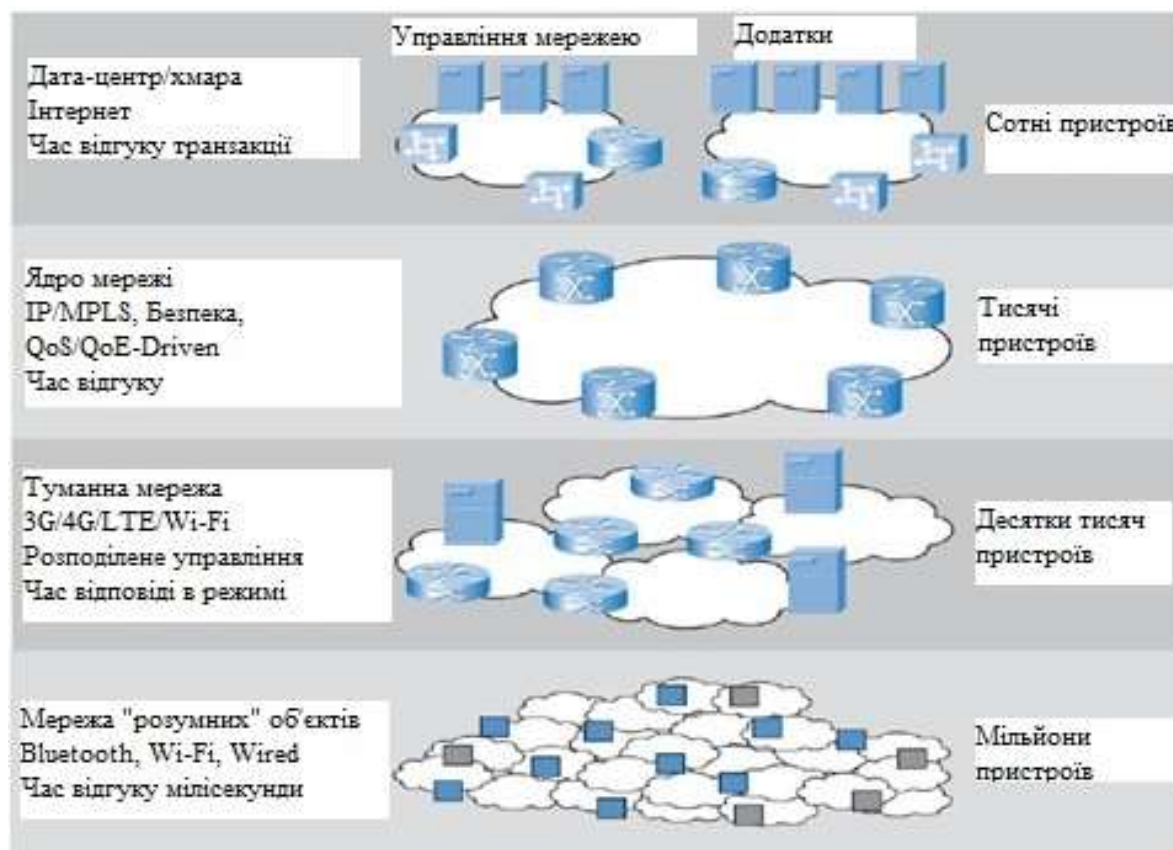 Управління мережею
Додатки
Дата-центр/хмара
Інтернет
Час відгуку транзакції
Сотні пристроїв
Ядро мережі
IP/MPLS, Безпека,
QoS/QoE-Driven
Час відгуку
Тисячі
пристроїв
Туманна мережа
3G/4G/LTE/Wi-Fi
Розподілене управління
Час відповіді в режимі
Десятки тисяч
пристроїв
Мережа "розумних" об'єктів
Bluetooth, Wi-Fi, Wired
Час відгуку мілісекунди
Мільйони
пристроїв